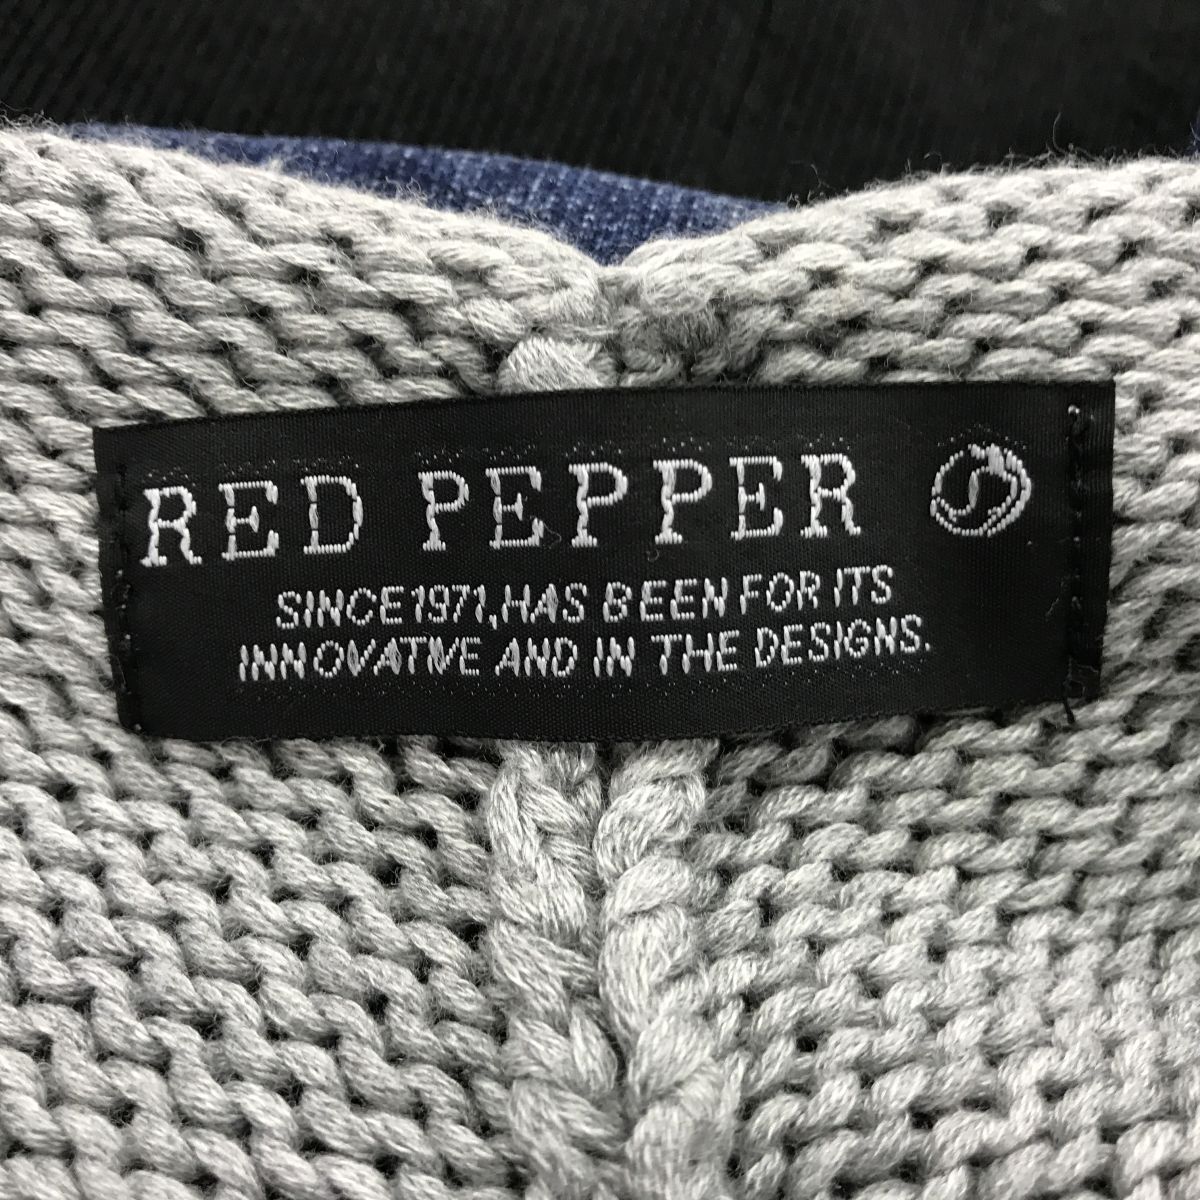 RED PEPPER
SINCE1971,HAS BEEN FOR ITS
INNOVATIVE AND IN THE DESIGNS.